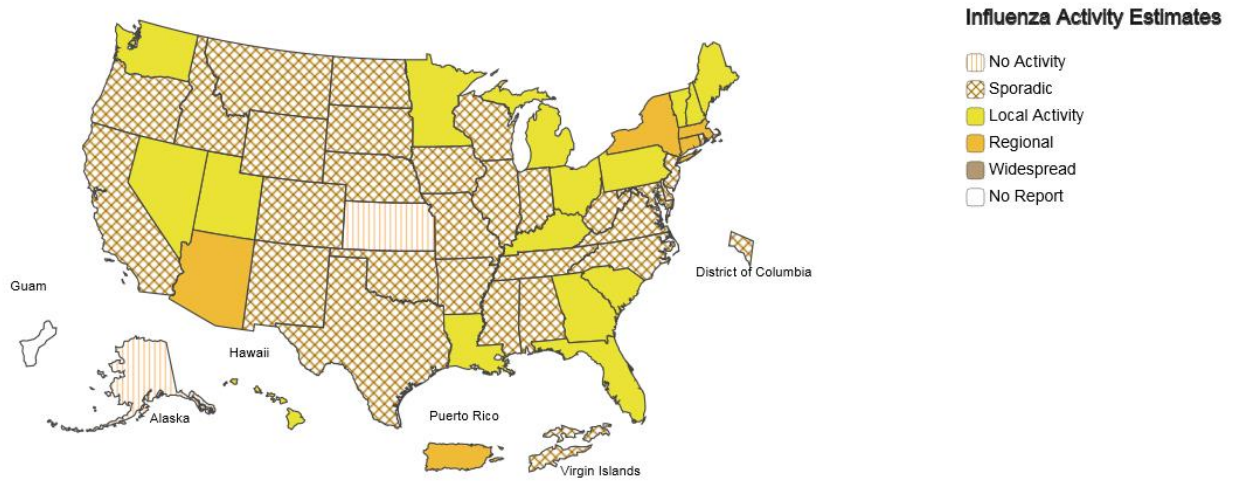 Influenza Activity Estimates
No Activity
Sporadic
Local Activity
Regional
Widespread
No Report
District of Columbia
Guam
Hawaii
Alaska
Puerto Rico
Virgin Islands